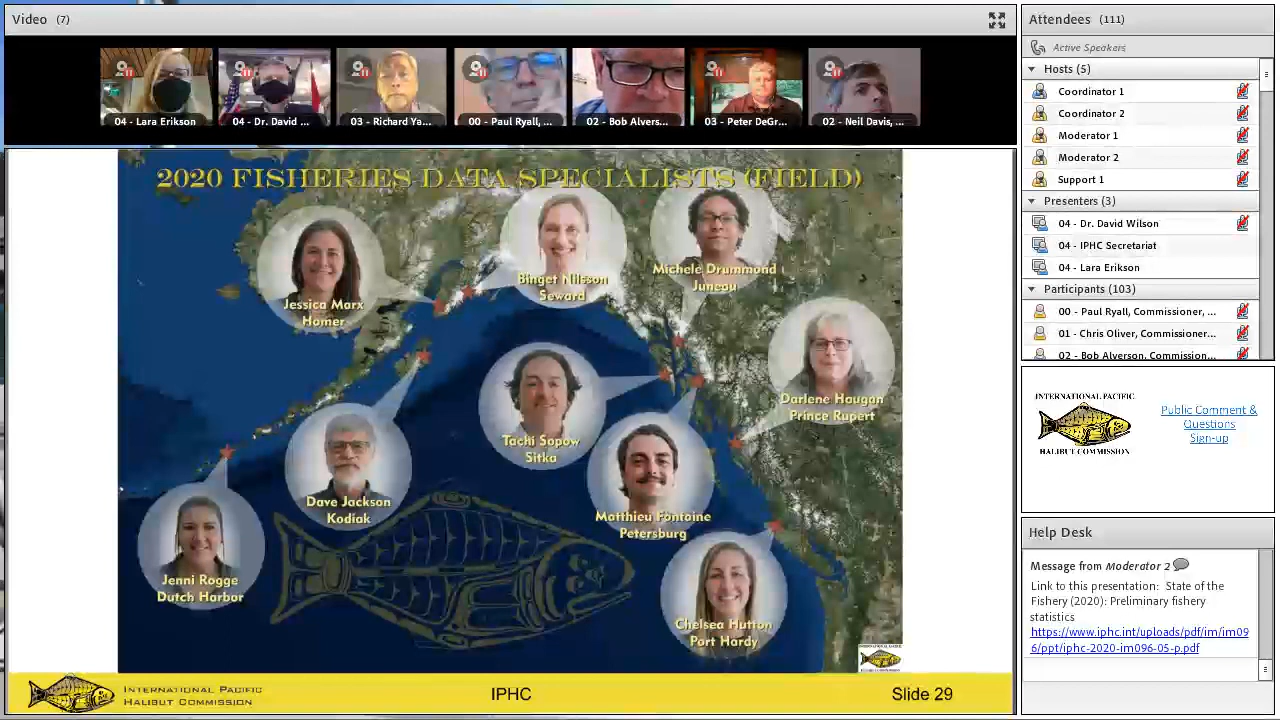 Video (7)
04 - Lara Erikson
04 - Dr. David ...
03 - Richard Ya...
00 - Paul Ryall, ...
02 - Bob Alvers...
03 - Peter DeGr...
02 - Neil Davis, ...
2020 FISHERIES DATA SPECIALISTS (FIELD)
Jessica Marx
Homer
Binget Nilsson
Seward
Michele Drummond
Juneau
Darlene Haugan
Prince Rupert
Tachi Sopow
Sitka
Dave Jackson
Kodiak
Matthieu Fontaine
Petersburg
Jenni Rogge
Dutch Harbor
Chelsea Hutton
Port Hardy
INTERNATIONAL PACIFIC
HALIBUT COMMISSION
INTERNATIONAL PACIFIC
HALIBUT COMMISSION
IPHC
Slide 29
Attendees (111)
Active Speakers
Hosts (5)
Coordinator 1
Coordinator 2
Moderator 1
Moderator 2
Support 1
Presenters (3)
04 - Dr. David Wilson
04 - IPHC Secretariat
04 - Lara Erikson
Participants (103)
00 - Paul Ryall, Commissioner, ...
01 - Chris Oliver, Commissioner...
02 - Bob Alverson, Commission...
INTERNATIONAL PACIFIC
HALIBUT COMMISSION
Public Comment &
Questions
Sign-up
Help Desk
Message from Moderator 2
Link to this presentation: State of the
Fishery (2020): Preliminary fishery
statistics
https://www.iphc.int/uploads/pdf/im/im09
6/ppt/iphc-2020-im096-05-p.pdf